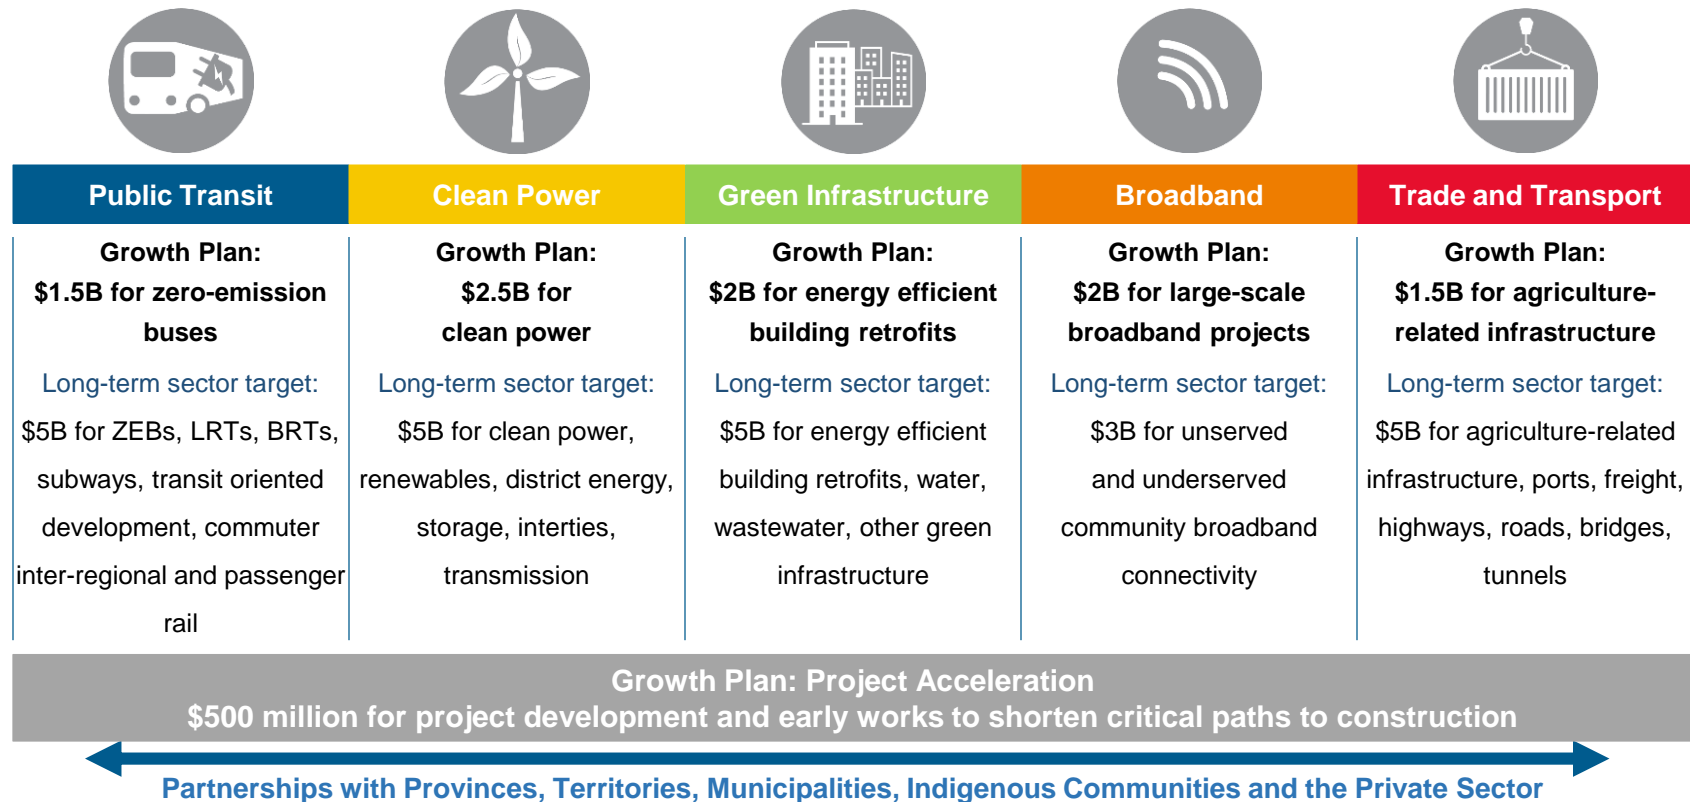 Public Transit
Clean Power
Green Infrastructure
Broadband
Trade and Transport
Growth Plan:
$1.5B for zero-emission
buses
Long-term sector target:
$5B for ZEBs, LRTs, BRTs,
subways, transit oriented
development, commuter
inter-regional and passenger
rail
Growth Plan:
$2.5B for
clean power
Long-term sector target:
$5B for clean power,
renewables, district energy,
storage, interties,
transmission
Growth Plan:
$2B for energy efficient
building retrofits
Long-term sector target:
$5B for energy efficient
building retrofits, water,
wastewater, other green
infrastructure
Growth Plan:
$2B for large-scale
broadband projects
Long-term sector target:
$3B for unserved
and underserved
community broadband
connectivity
Growth Plan:
$1.5B for agriculture-
related infrastructure
Long-term sector target:
$5B for agriculture-related
infrastructure, ports, freight,
highways, roads, bridges,
tunnels
Growth Plan: Project Acceleration
$500 million for project development and early works to shorten critical paths to construction
Partnerships with Provinces, Territories, Municipalities, Indigenous Communities and the Private Sector